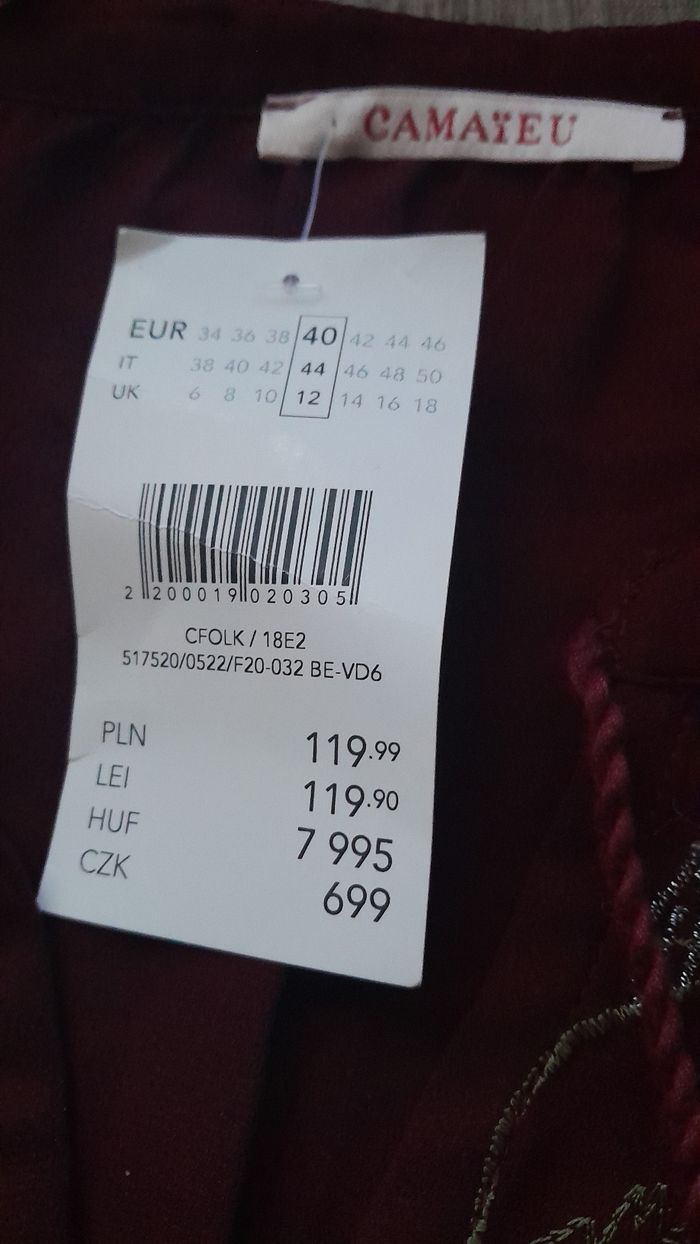 CAMAÏEU
EUR 34 36 38 40 42 44 46
IT 38 40 42 44 46 48 50
UK 6 8 10 12 14 16 18
2 200019 020305
CFOLK / 18E2
517520/0522/F20-032 BE-VD6
PLN 119.99
LEI 119.90
HUF 7 995
CZK 699